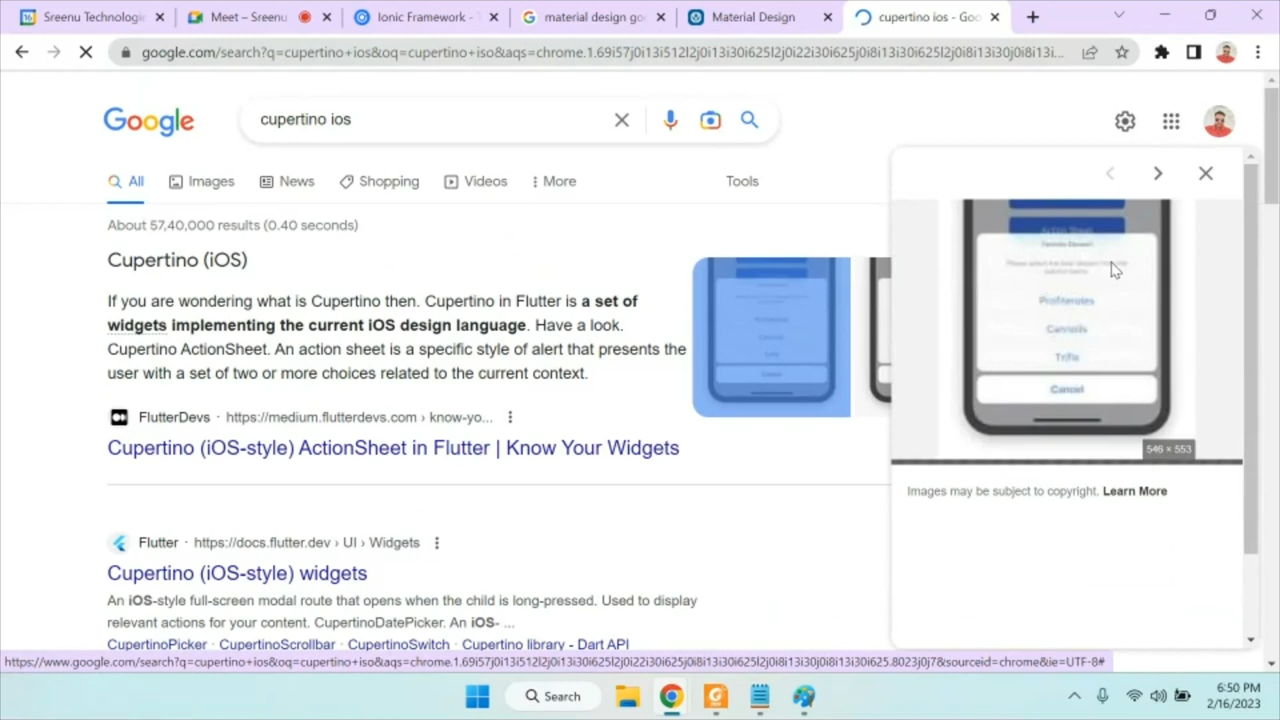 Sreenu Technologi
Meet – Sreenu
Ionic Framework - T
material design go
Material Design
cupertino ios - Goo
google.com/search?q=cupertino+ios&oq=cupertino+iso&aqs=chrome.1.69i57j0i13i512l2j0i13i30i625l2j0i22i30i625j0i8i13i30i625l2j0i8i13i30j0i8i13i...
Google
cupertino ios
All
Images
News
Shopping
Videos
More
Tools
About 57,40,000 results (0.40 seconds)
Cupertino (iOS)
If you are wondering what is Cupertino then. Cupertino in Flutter is a set of
widgets implementing the current iOS design language. Have a look.
Cupertino ActionSheet. An action sheet is a specific style of alert that presents the
user with a set of two or more choices related to the current context.
FlutterDevs · https://medium.flutterdevs.com › know-yo...
Cupertino (iOS-style) ActionSheet in Flutter | Know Your Widgets
Flutter · https://docs.flutter.dev › UI › Widgets
Cupertino (iOS-style) widgets
An iOS-style full-screen modal route that opens when the child is long-pressed. Used to display
relevant actions for your content. CupertinoDatePicker. An iOS- ...
CupertinoPicker · CupertinoScrollbar · CupertinoSwitch · Cupertino library - Dart API
Action Sheet
Profiteroles
Cannolis
Trifle
Cancel
546 × 553
Images may be subject to copyright. Learn More
https://www.google.com/search?q=cupertino+ios&oq=cupertino+iso&aqs=chrome.1.69i57j0i13i512l2j0i13i30i625l2j0i22i30i625j0i8i13i30i625l2j0i8i13i30j0i8i13i30i625.8023j0j7&sourceid=chrome&ie=UTF-8#
Search
6:50 PM
2/16/2023